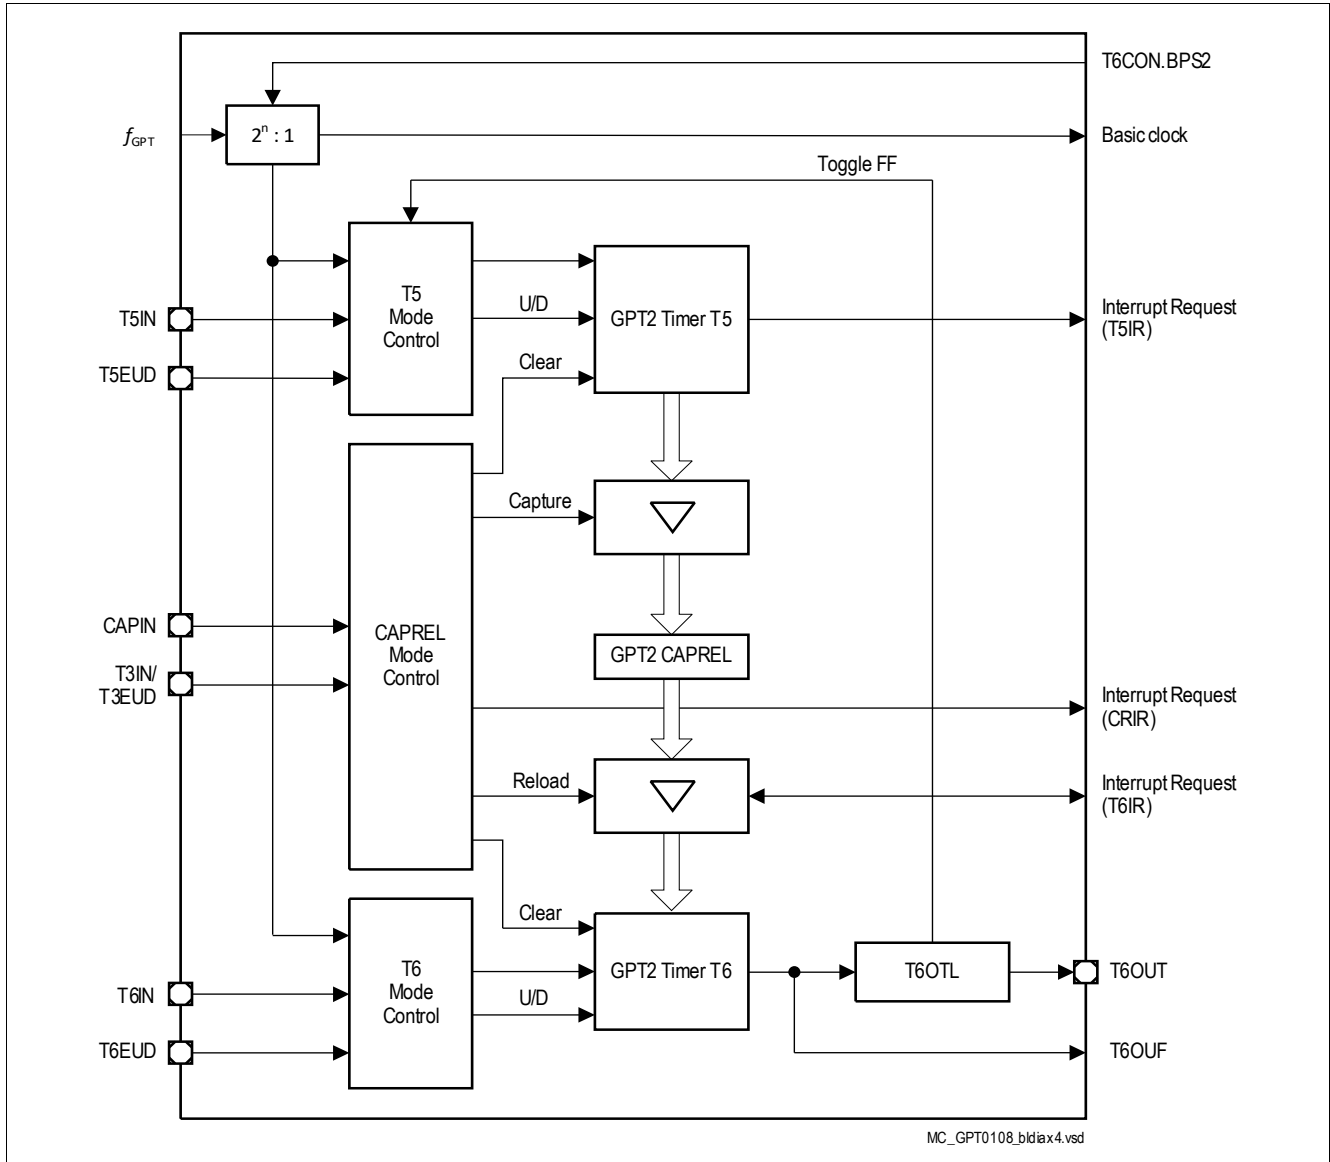 T6CON.BPS2
fGPT
2n : 1
Basic clock
Toggle FF
T5
Mode
Control
U/D
GPT2 Timer T5
Interrupt Request
(T5IR)
T5IN
T5EUD
Clear
Capture
CAPIN
T3IN/
T3EUD
CAPREL
Mode
Control
GPT2 CAPREL
Interrupt Request
(CRIR)
Reload
Interrupt Request
(T6IR)
Clear
T6
Mode
Control
GPT2 Timer T6
T6OTL
T6OUT
T6IN
U/D
T6EUD
T6OUF
MC_GPT0108_bldiax4.vsd